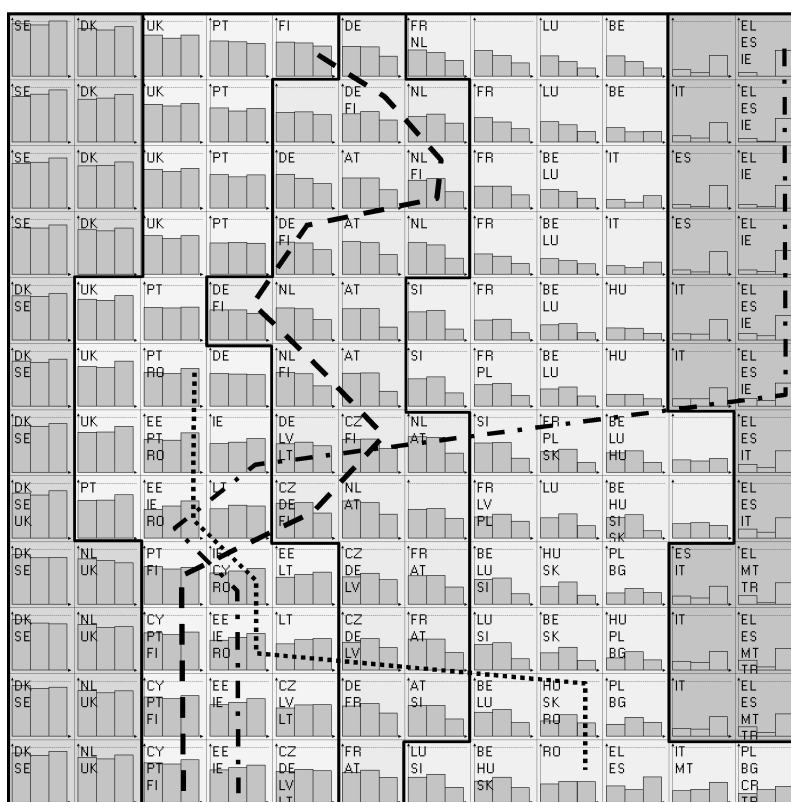 SE DK UK PT FI DE FR LU BE EL
NL ES
IE
SE DK UK PT DE NL FR LU BE IT EL
FI ES
IE
SE DK UK PT DE AT NL FR BE IT ES EL
FI LU IE
SE DK UK PT DE AT NL FR BE IT ES EL
FI LU IE
DK UK PT DE NL AT SI FR BE HU IT EL
SE FI LU ES
IE
DK UK PT DE NL AT SI FR BE HU IT EL
SE RO FI PL LU ES
IE
DK UK EE IE DE CZ NL SI FR BE EL
SE PT LV FI AT PL LU ES
RO LT SK HU IT
DK PT EE LT CZ NL FR LU BE EL
SE IE DE AT LV HU ES
UK RO FI PL SI IT
SK
DK NL PT IE EE CZ FR BE HU PL ES EL
SE UK FI CY LT DE AT LU SK BG IT MT
RO LV SI TR
DK NL CY EE LT CZ FR LU BE HU IT EL
SE UK PT IE DE AT SI SK PL ES
FI RO LV BG MT
TR
DK NL CY EE CZ DE AT BE HU PL IT EL
SE UK PT IE LV FR SI LU SK BG ES
FI LT RO MT
TR
DK NL CY EE CZ FR LU BE RO EL IT PL
SE UK PT IE DE AT SI HU ES MT BG
FI LV SK CR
LT TR